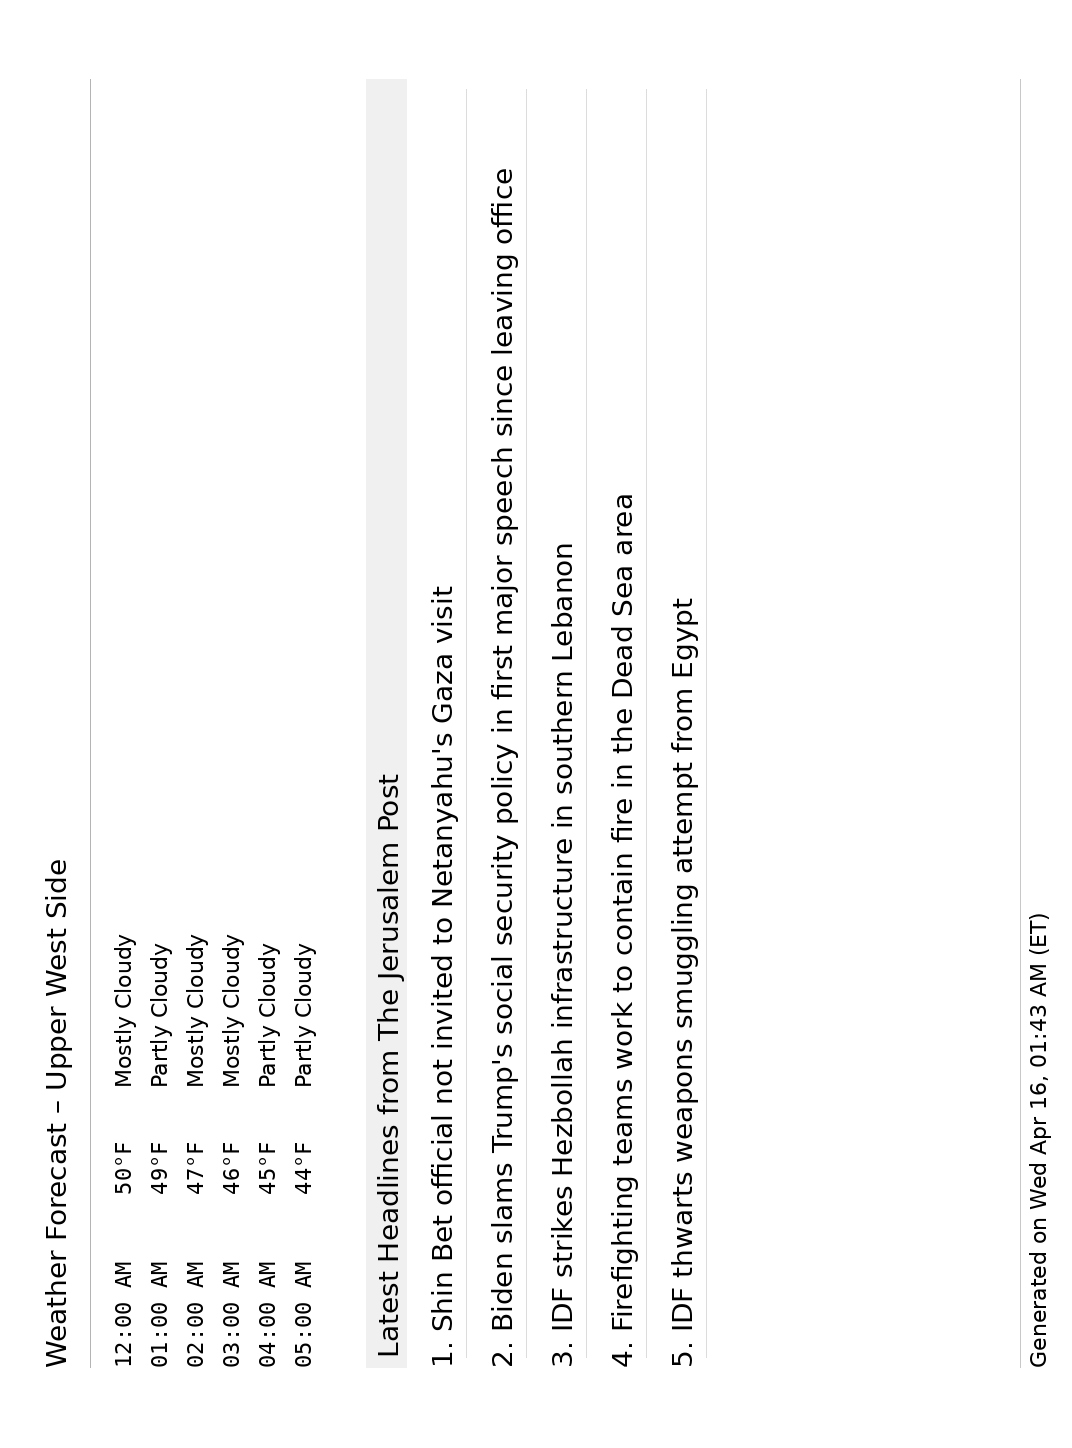 Weather Forecast – Upper West Side
12:00 AM 50°F Mostly Cloudy
01:00 AM 49°F Partly Cloudy
02:00 AM 47°F Mostly Cloudy
03:00 AM 46°F Mostly Cloudy
04:00 AM 45°F Partly Cloudy
05:00 AM 44°F Partly Cloudy
Latest Headlines from The Jerusalem Post
1. Shin Bet official not invited to Netanyahu's Gaza visit
2. Biden slams Trump's social security policy in first major speech since leaving office
3. IDF strikes Hezbollah infrastructure in southern Lebanon
4. Firefighting teams work to contain fire in the Dead Sea area
5. IDF thwarts weapons smuggling attempt from Egypt
Generated on Wed Apr 16, 01:43 AM (ET)